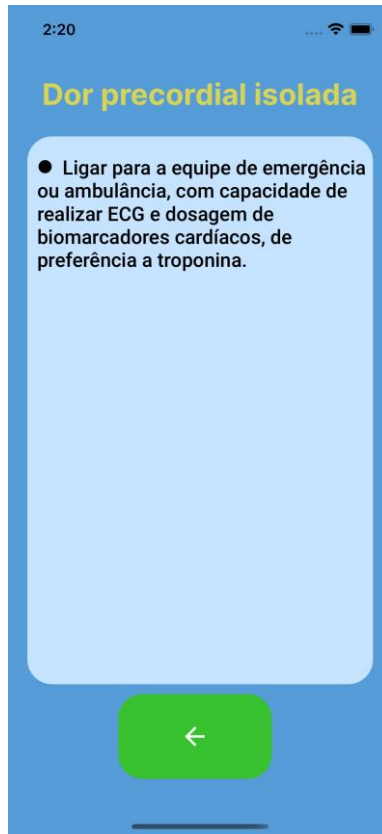 2:20
Dor precordial isolada
● Ligar para a equipe de emergência
ou ambulância, com capacidade de
realizar ECG e dosagem de
biomarcadores cardíacos, de
preferência a troponina.